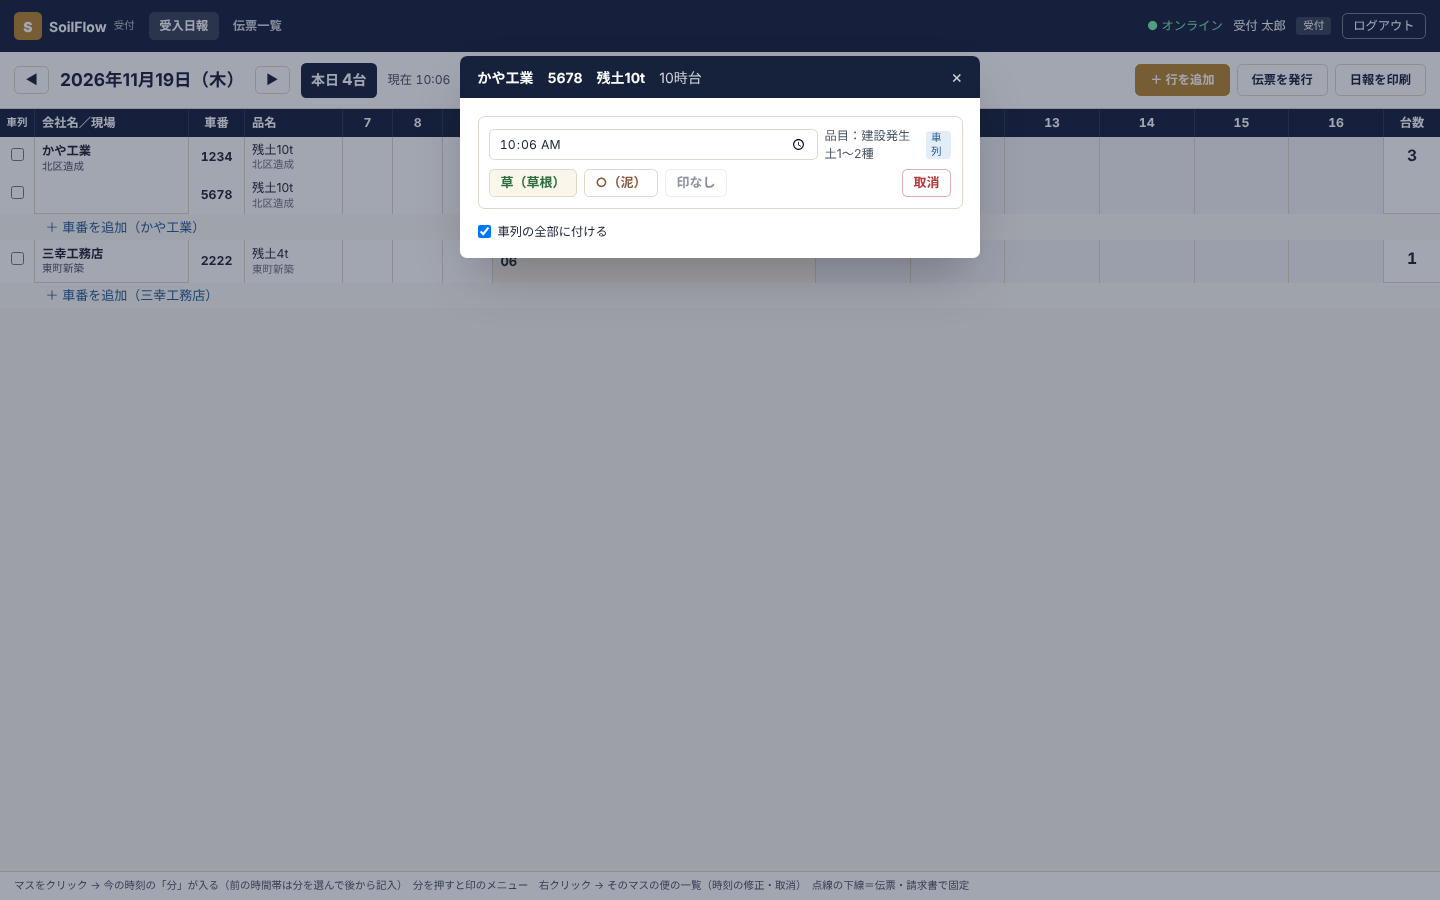 S SoilFlow 受付 受入日報 伝票一覧 オンライン 受付 太郎 受付 ログアウト
◀ 2026年11月19日（木） ▶ 本日 4台 現在 10:06 ＋ 行を追加 伝票を発行 日報を印刷
かや工業 5678 残土10t 10時台 ×
10:06 AM 品目：建設発生
土1〜2種
車
列
草（草根） ○（泥） 印なし 取消
車列の全部に付ける
車列 会社名／現場 車番 品名 7 8 13 14 15 16 台数
かや工業 1234 残土10t 3
北区造成 北区造成
5678 残土10t
北区造成
＋ 車番を追加（かや工業）
三幸工務店 2222 残土4t 06 1
東町新築 東町新築
＋ 車番を追加（三幸工務店）
マスをクリック → 今の時刻の「分」が入る（前の時間帯は分を選んで後から記入） 分を押すと印のメニュー 右クリック → そのマスの便の一覧（時刻の修正・取消） 点線の下線＝伝票・請求書で固定